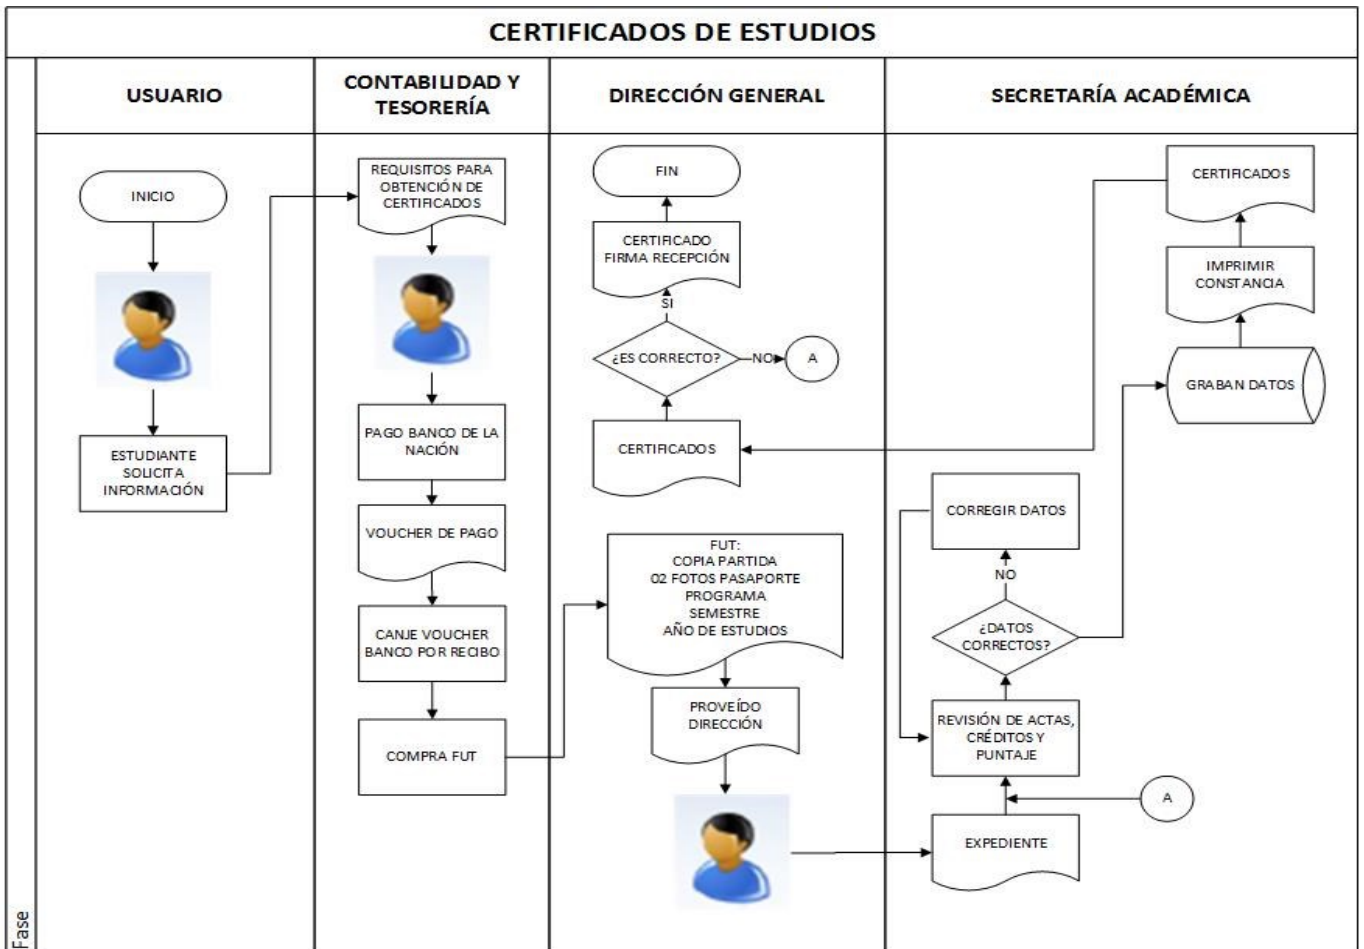 CERTIFICADOS DE ESTUDIOS
Fase
USUARIO
CONTABILIDAD Y
TESORERÍA
DIRECCIÓN GENERAL
SECRETARÍA ACADÉMICA
INICIO
ESTUDIANTE
SOLICITA
INFORMACIÓN
REQUISITOS PARA
OBTENCIÓN DE
CERTIFICADOS
PAGO BANCO DE LA
NACIÓN
VOUCHER DE PAGO
CANJE VOUCHER
BANCO POR RECIBO
COMPRA FUT
FIN
CERTIFICADO
FIRMA RECEPCIÓN
SI
¿ES CORRECTO?
NO
A
CERTIFICADOS
FUT:
COPIA PARTIDA
02 FOTOS PASAPORTE
PROGRAMA
SEMESTRE
AÑO DE ESTUDIOS
PROVEÍDO
DIRECCIÓN
CERTIFICADOS
IMPRIMIR
CONSTANCIA
GRABAN DATOS
CORREGIR DATOS
NO
¿DATOS
CORRECTOS?
REVISIÓN DE ACTAS,
CRÉDITOS Y
PUNTAJE
A
EXPEDIENTE